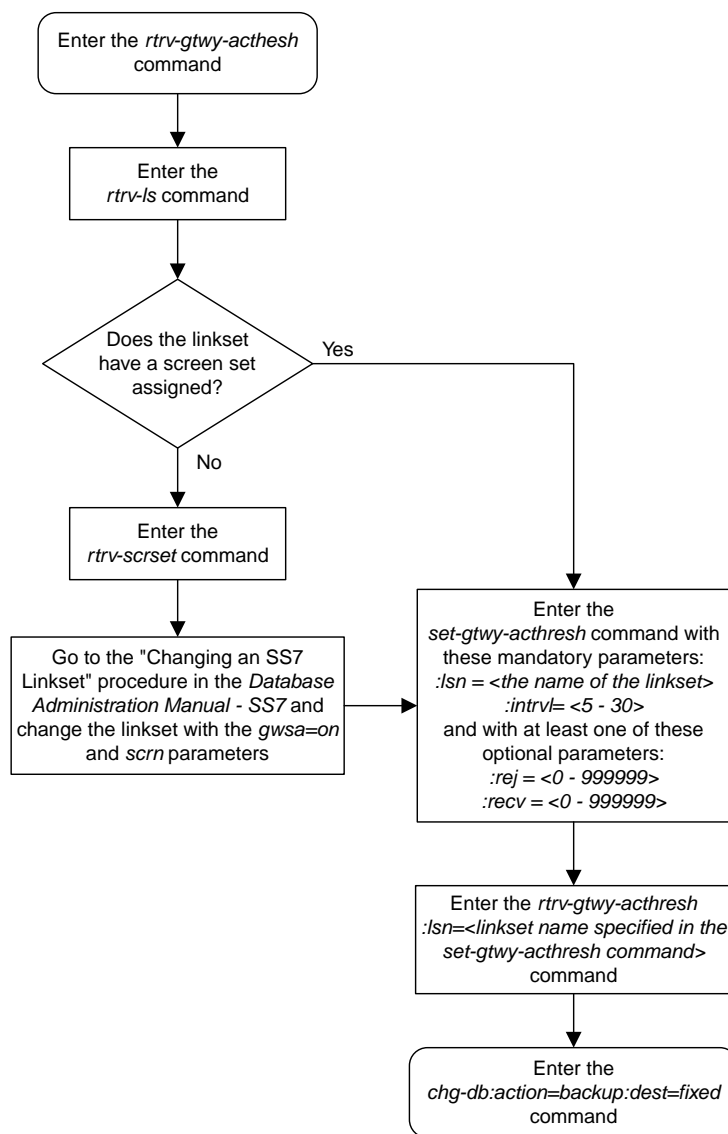 Enter the rtrv-gtwy-acthesh
command
Enter the
rtrv-ls command
Does the linkset
have a screen set
assigned?
Yes
No
Enter the
rtrv-scrset command
Go to the "Changing an SS7
Linkset" procedure in the Database
Administration Manual - SS7 and
change the linkset with the gwsa=on
and scrn parameters
Enter the
set-gtwy-acthresh command with
these mandatory parameters:
:lsn = <the name of the linkset>
:intrvl= <5 - 30>
and with at least one of these
optional parameters:
:rej = <0 - 999999>
:recv = <0 - 999999>
Enter the rtrv-gtwy-acthresh
:lsn=<linkset name specified in the
set-gtwy-acthresh command>
command
Enter the
chg-db:action=backup:dest=fixed
command